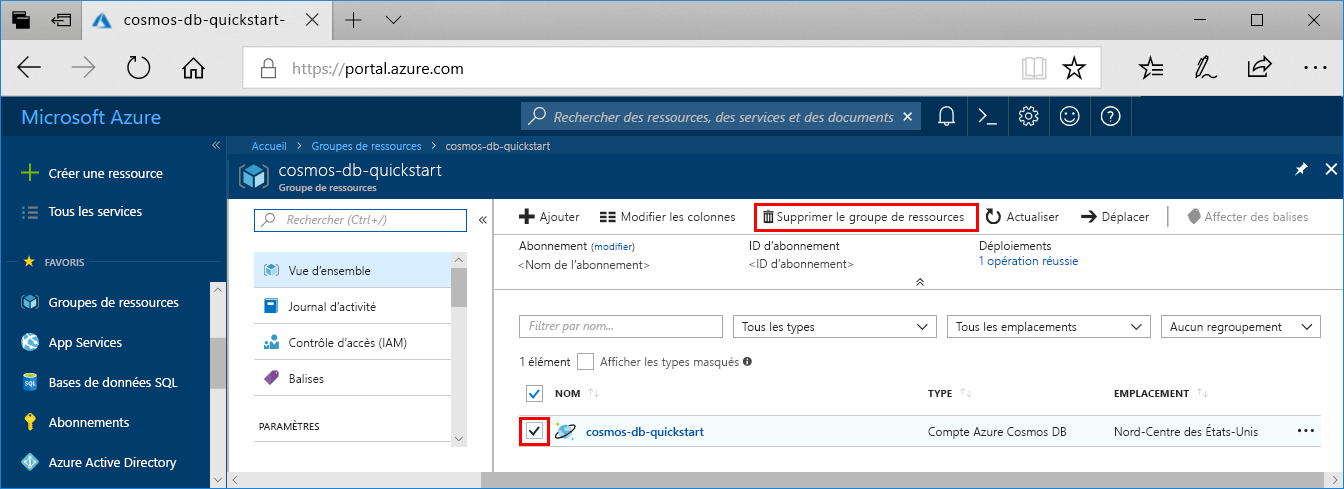 cosmos-db-quickstart-
https://portal.azure.com
Microsoft Azure
Rechercher des ressources, des services et des documents
Accueil > Groupes de ressources > cosmos-db-quickstart
cosmos-db-quickstart
Groupe de ressources
Créer une ressource
Tous les services
FAVORIS
Groupes de ressources
App Services
Bases de données SQL
SQL
Abonnements
Azure Active Directory
Rechercher (Ctrl+/)
Vue d'ensemble
Journal d'activité
Contrôle d'accès (IAM)
Balises
PARAMÈTRES
Ajouter
Modifier les colonnes
Supprimer le groupe de ressources
Actualiser
Déplacer
Affecter des balises
Abonnement (modifier)
<Nom de l'abonnement>
ID d'abonnement
<ID d'abonnement>
Déploiements
1 opération réussie
Filtrer par nom...
Tous les types
Tous les emplacements
Aucun regroupement
1 élément
Afficher les types masqués
NOM
TYPE
EMPLACEMENT
cosmos-db-quickstart
Compte Azure Cosmos DB
Nord-Centre des États-Unis